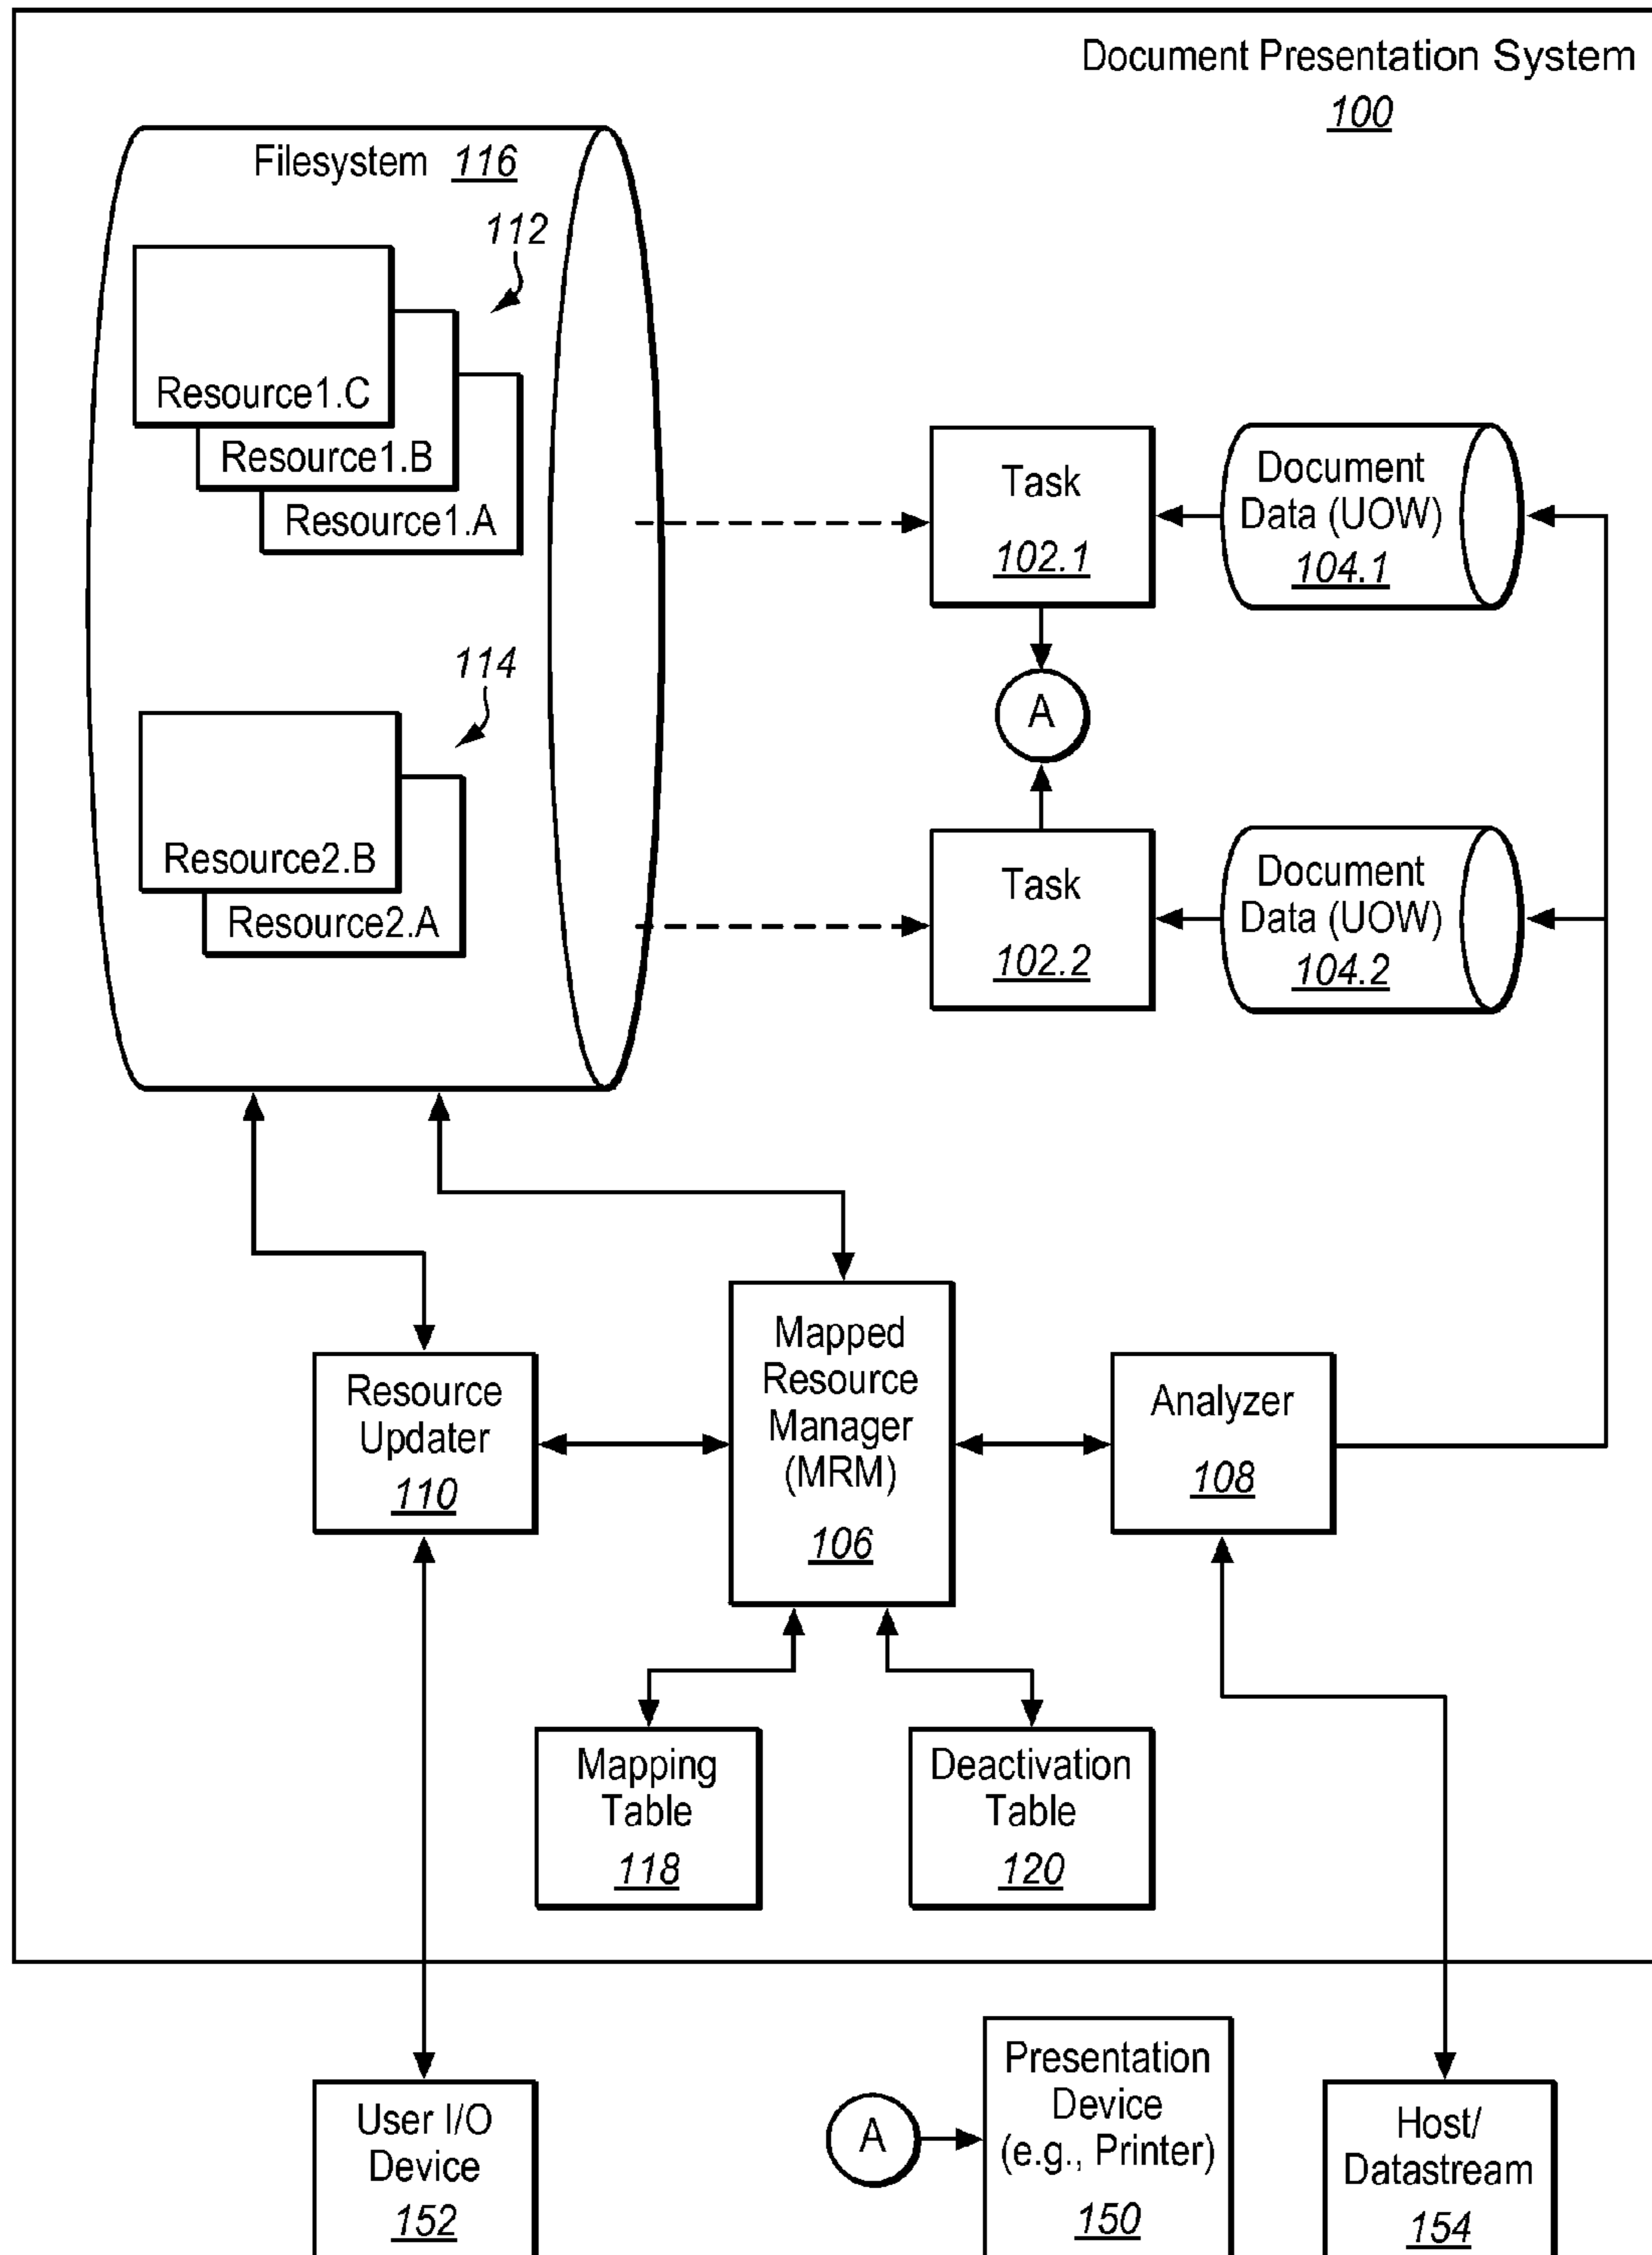 Document Presentation System
100
Filesystem 116
112
Resource1.C
Resource1.B
Resource1.A
114
Resource2.B
Resource2.A
Task
102.1
Document
Data (UOW)
104.1
A
Task
102.2
Document
Data (UOW)
104.2
Resource
Updater
110
Mapped
Resource
Manager
(MRM)
106
Analyzer
108
Mapping
Table
118
Deactivation
Table
120
User I/O
Device
152
A
Presentation
Device
(e.g., Printer)
150
Host/
Datastream
154